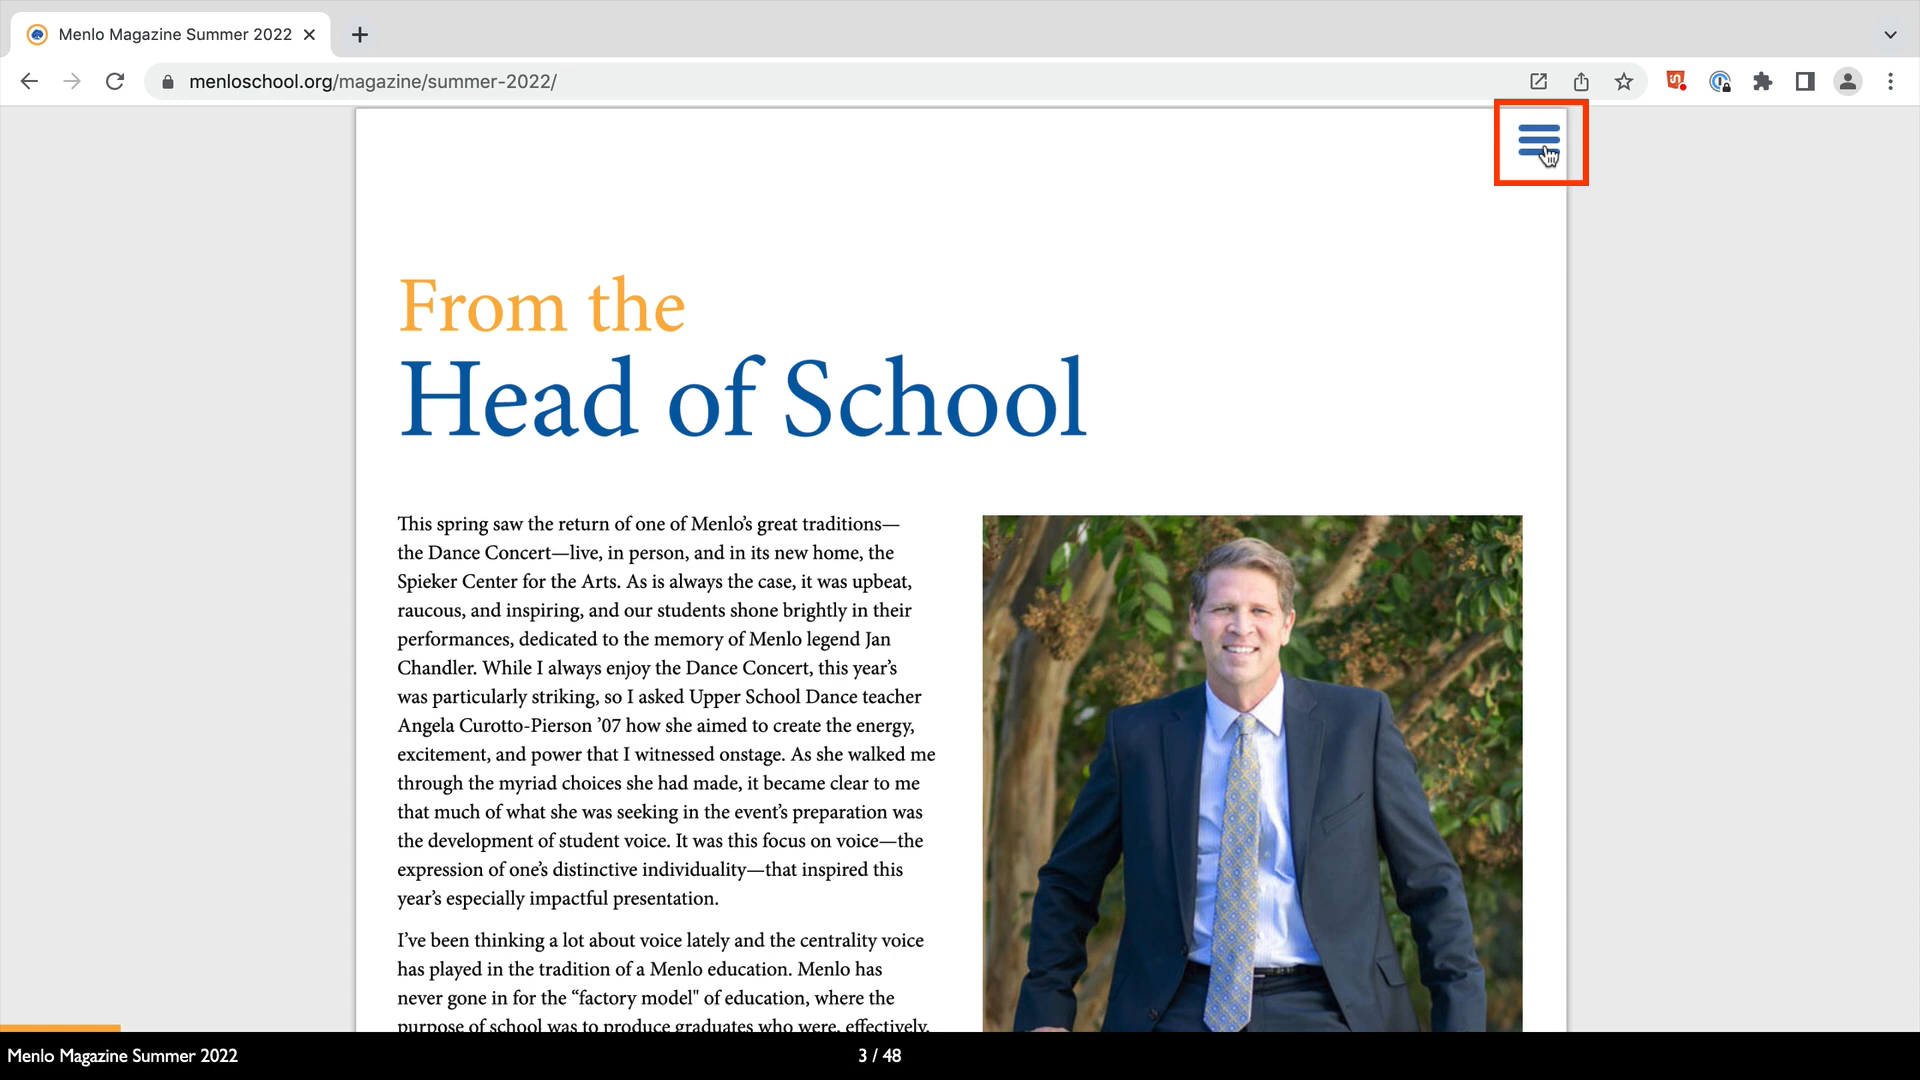 Menlo Magazine Summer 2022
menloschool.org/magazine/summer-2022/
From the
Head of School
This spring saw the return of one of Menlo’s great traditions—
the Dance Concert—live, in person, and in its new home, the
Spieker Center for the Arts. As is always the case, it was upbeat,
raucous, and inspiring, and our students shone brightly in their
performances, dedicated to the memory of Menlo legend Jan
Chandler. While I always enjoy the Dance Concert, this year’s
was particularly striking, so I asked Upper School Dance teacher
Angela Curotto-Pierson ’07 how she aimed to create the energy,
excitement, and power that I witnessed onstage. As she walked me
through the myriad choices she had made, it became clear to me
that much of what she was seeking in the event’s preparation was
the development of student voice. It was this focus on voice—the
expression of one’s distinctive individuality—that inspired this
year’s especially impactful presentation.
I’ve been thinking a lot about voice lately and the centrality voice
has played in the tradition of a Menlo education. Menlo has
never gone in for the “factory model" of education, where the
purpose of school was to produce graduates who were, effectively,
Menlo Magazine Summer 2022
3 / 48